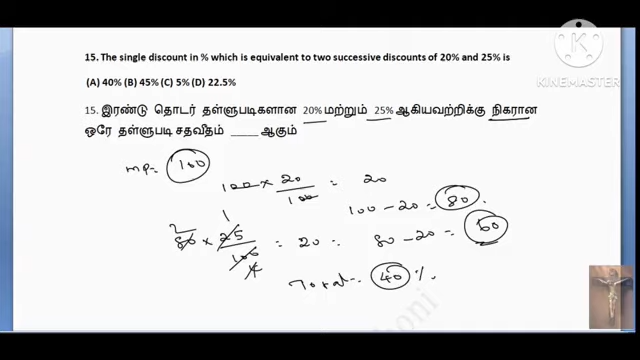 K
KINEMASTER
15. The single discount in % which is equivalent to two successive discounts of 20% and 25% is
(A) 40% (B) 45% (C) 5% (D) 22.5%
15. இரண்டு தொடர் தள்ளுபடிகளான 20% மற்றும் 25% ஆகியவற்றிக்கு நிகரான
ஒரே தள்ளுபடி சதவீதம் ____ ஆகும்
MP= 100
100 × 20/100 = 20
100 - 20 = 80.
2 1
80 × 25/100 = 20 =
80 - 20 = 60
4
Total = 40 %